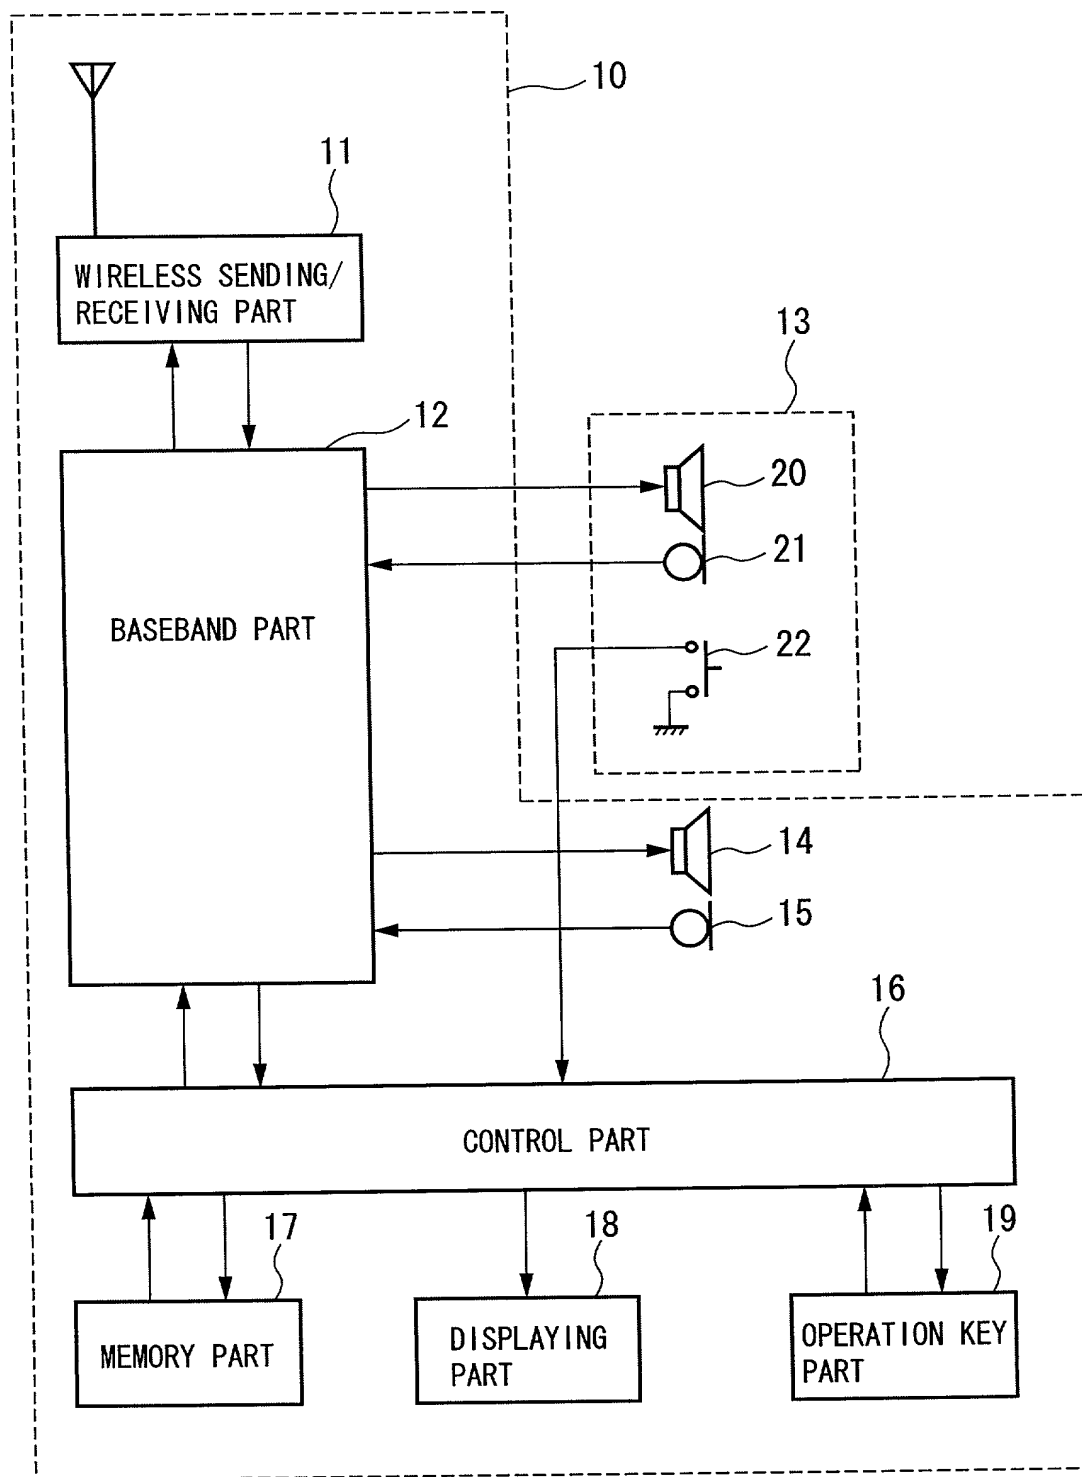 10
11
WIRELESS SENDING/
RECEIVING PART
13
12
20
21
BASEBAND PART
22
14
15
16
CONTROL PART
17
18
19
MEMORY PART
DISPLAYING
PART
OPERATION KEY
PART